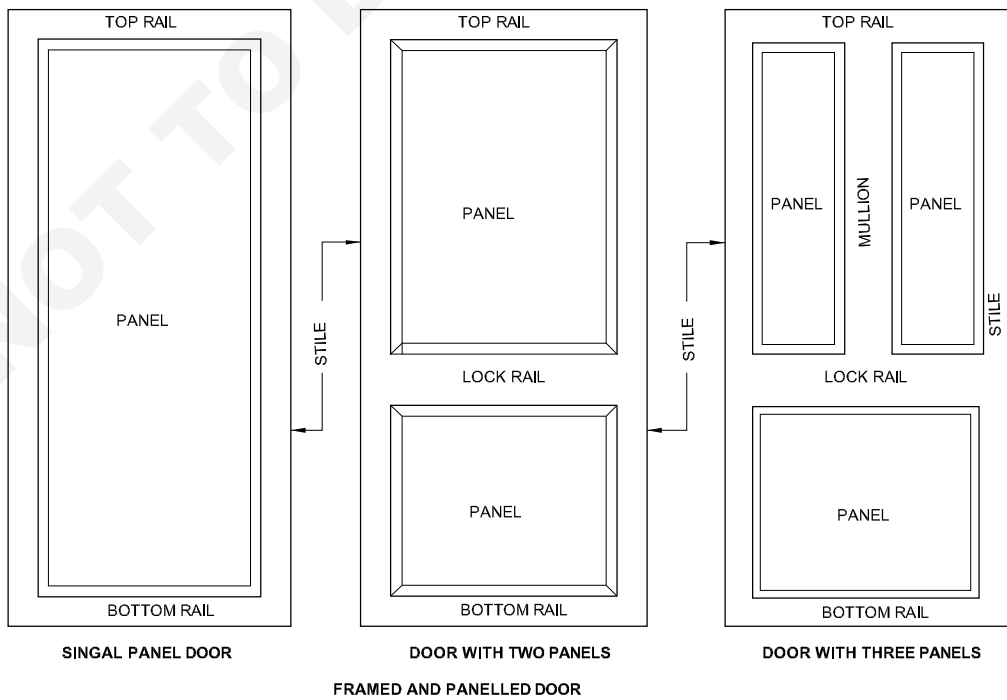 TOP RAIL
PANEL
BOTTOM RAIL
SINGAL PANEL DOOR
STILE
TOP RAIL
PANEL
LOCK RAIL
PANEL
BOTTOM RAIL
DOOR WITH TWO PANELS
STILE
TOP RAIL
PANEL
MULLION
PANEL
STILE
LOCK RAIL
PANEL
BOTTOM RAIL
DOOR WITH THREE PANELS
FRAMED AND PANELLED DOOR
NOT TO